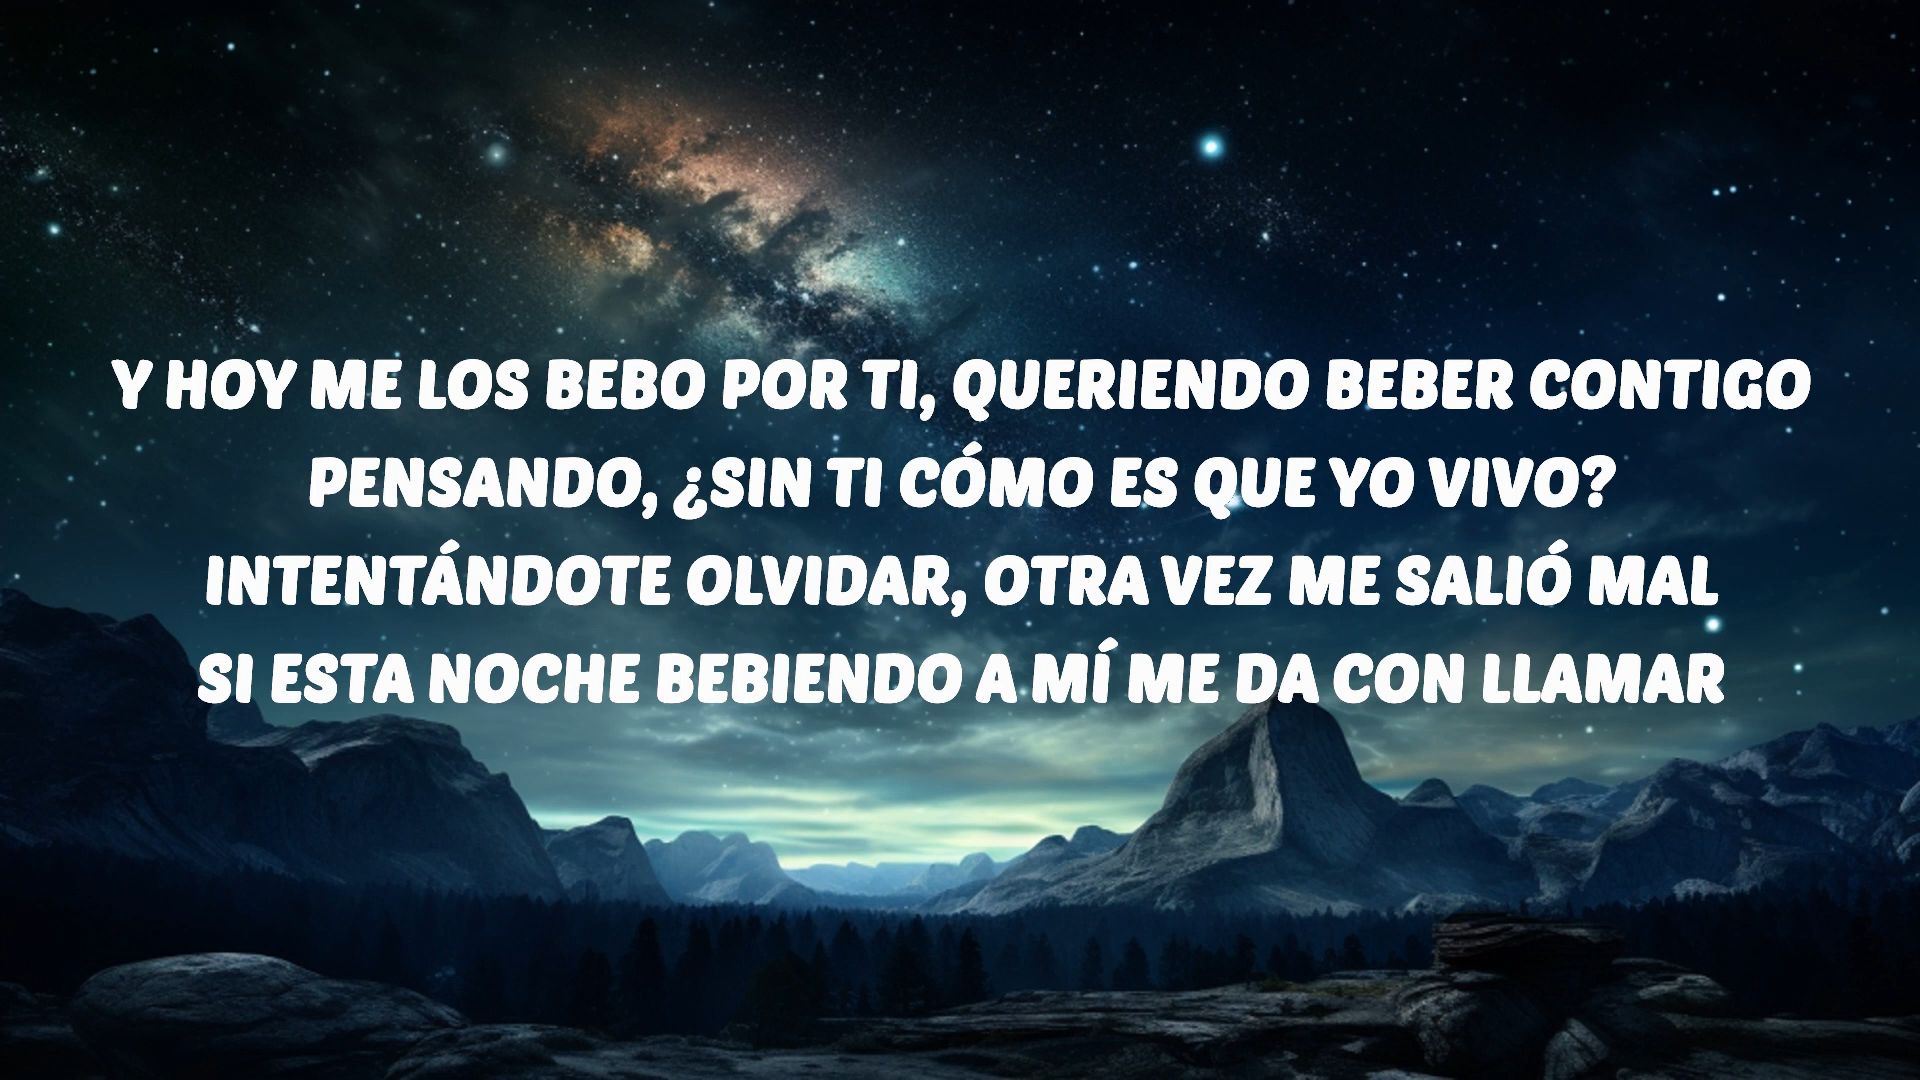 Y HOY ME LOS BEBO POR TI, QUERIENDO BEBER CONTIGO
PENSANDO, ¿SIN TI CÓMO ES QUE YO VIVO?
INTENTÁNDOTE OLVIDAR, OTRA VEZ ME SALIÓ MAL
SI ESTA NOCHE BEBIENDO A MÍ ME DA CON LLAMAR